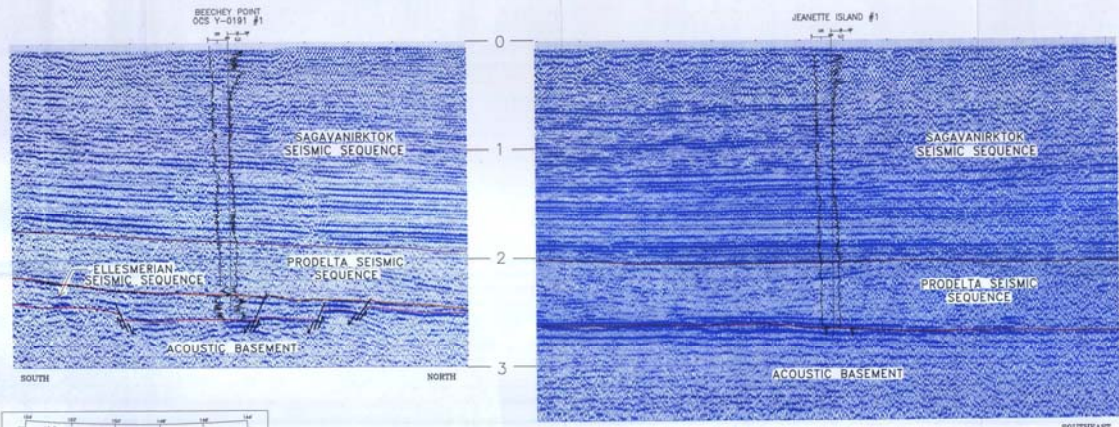 BEECHEY POINT
OCS Y-0191 #1
SAGAVANIRKTOK
SEISMIC SEQUENCE
ELLESMERIAN
SEISMIC SEQUENCE
PRODELTA SEISMIC
SEQUENCE
ACOUSTIC BASEMENT
SOUTH
NORTH
0
1
2
3
JEANETTE ISLAND #1
SAGAVANIRKTOK
SEISMIC SEQUENCE
PRODELTA SEISMIC
SEQUENCE
ACOUSTIC BASEMENT